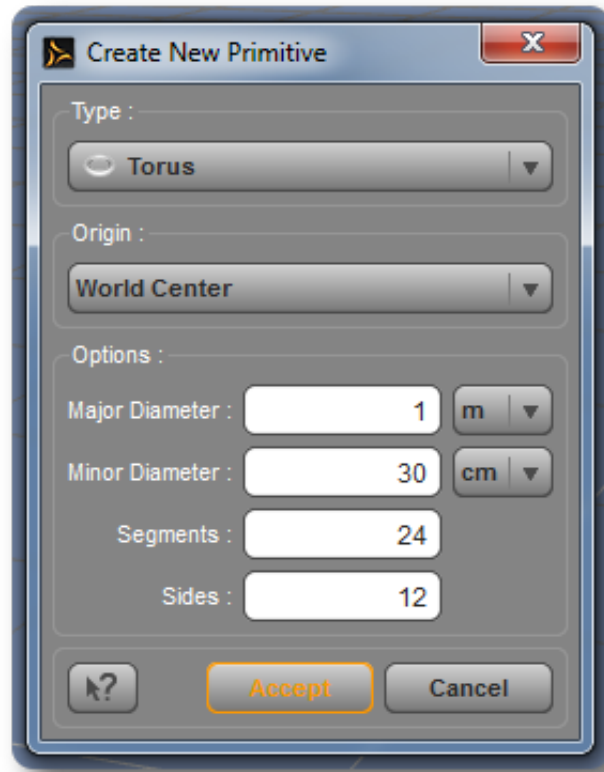 Create New Primitive
Type :
Torus
Origin :
World Center
Options :
Major Diameter : 1 m
Minor Diameter : 30 cm
Segments : 24
Sides : 12
? Accept Cancel